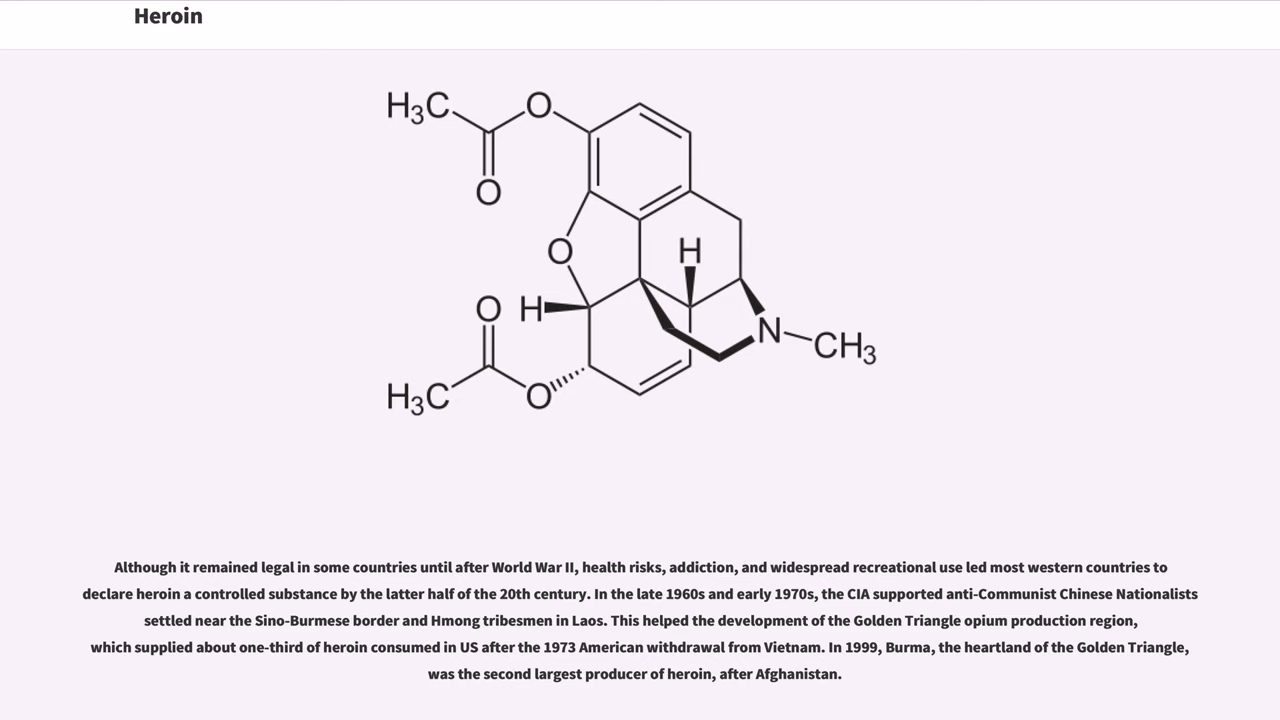 Heroin
H3C O
O
O H
O H N CH3
H3C O
Although it remained legal in some countries until after World War II, health risks, addiction, and widespread recreational use led most western countries to
declare heroin a controlled substance by the latter half of the 20th century. In the late 1960s and early 1970s, the CIA supported anti-Communist Chinese Nationalists
settled near the Sino-Burmese border and Hmong tribesmen in Laos. This helped the development of the Golden Triangle opium production region,
which supplied about one-third of heroin consumed in US after the 1973 American withdrawal from Vietnam. In 1999, Burma, the heartland of the Golden Triangle,
was the second largest producer of heroin, after Afghanistan.